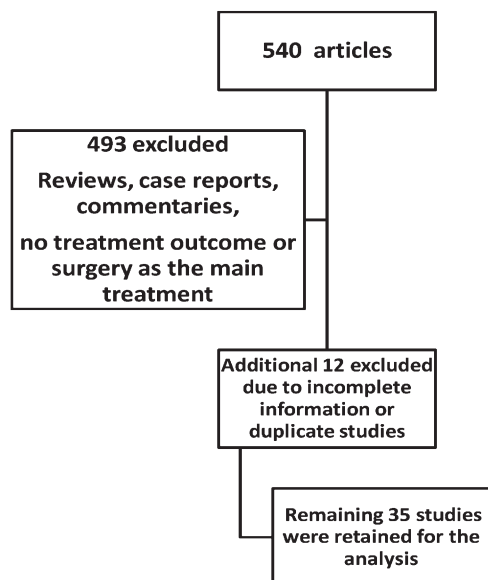 540 articles
493 excluded
Reviews, case reports,
commentaries,
no treatment outcome or
surgery as the main
treatment
Additional 12 excluded
due to incomplete
information or
duplicate studies
Remaining 35 studies
were retained for the
analysis